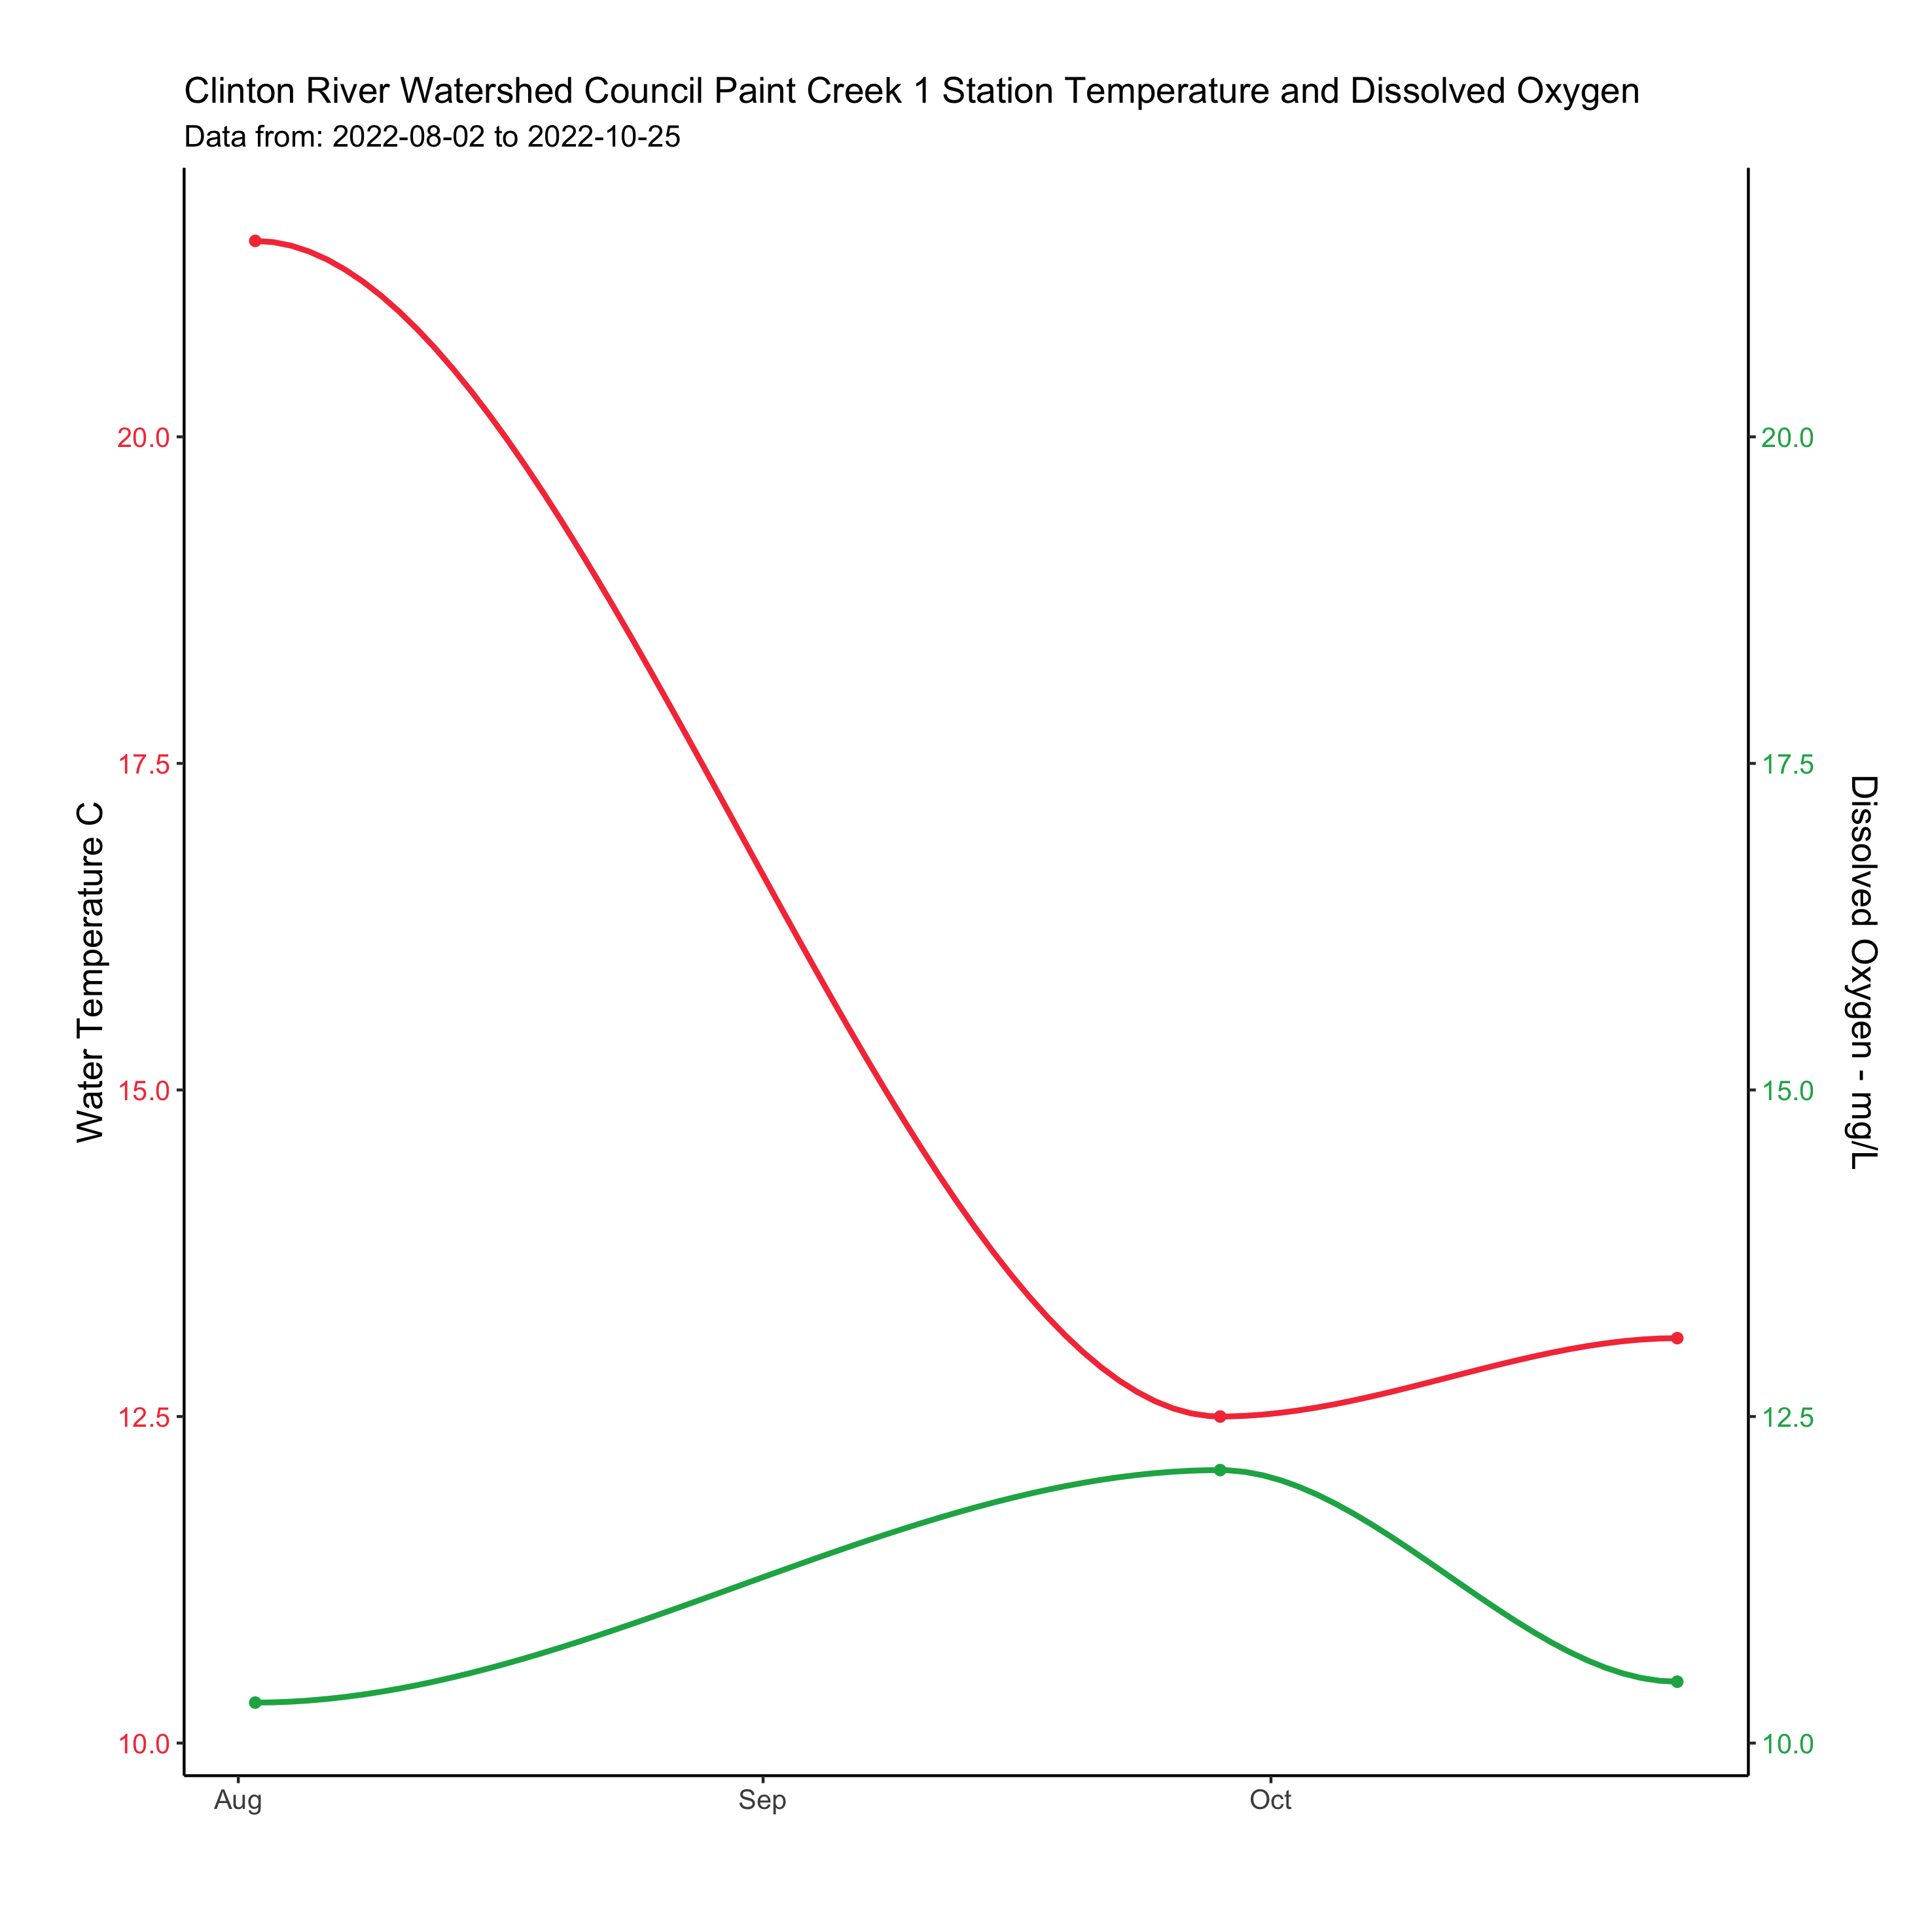 Clinton River Watershed Council Paint Creek 1 Station Temperature and Dissolved Oxygen
Data from: 2022-08-02 to 2022-10-25
Water Temperature C
20.0
17.5
15.0
12.5
10.0
20.0
17.5
15.0
12.5
10.0
Dissolved Oxygen - mg/L
Aug
Sep
Oct